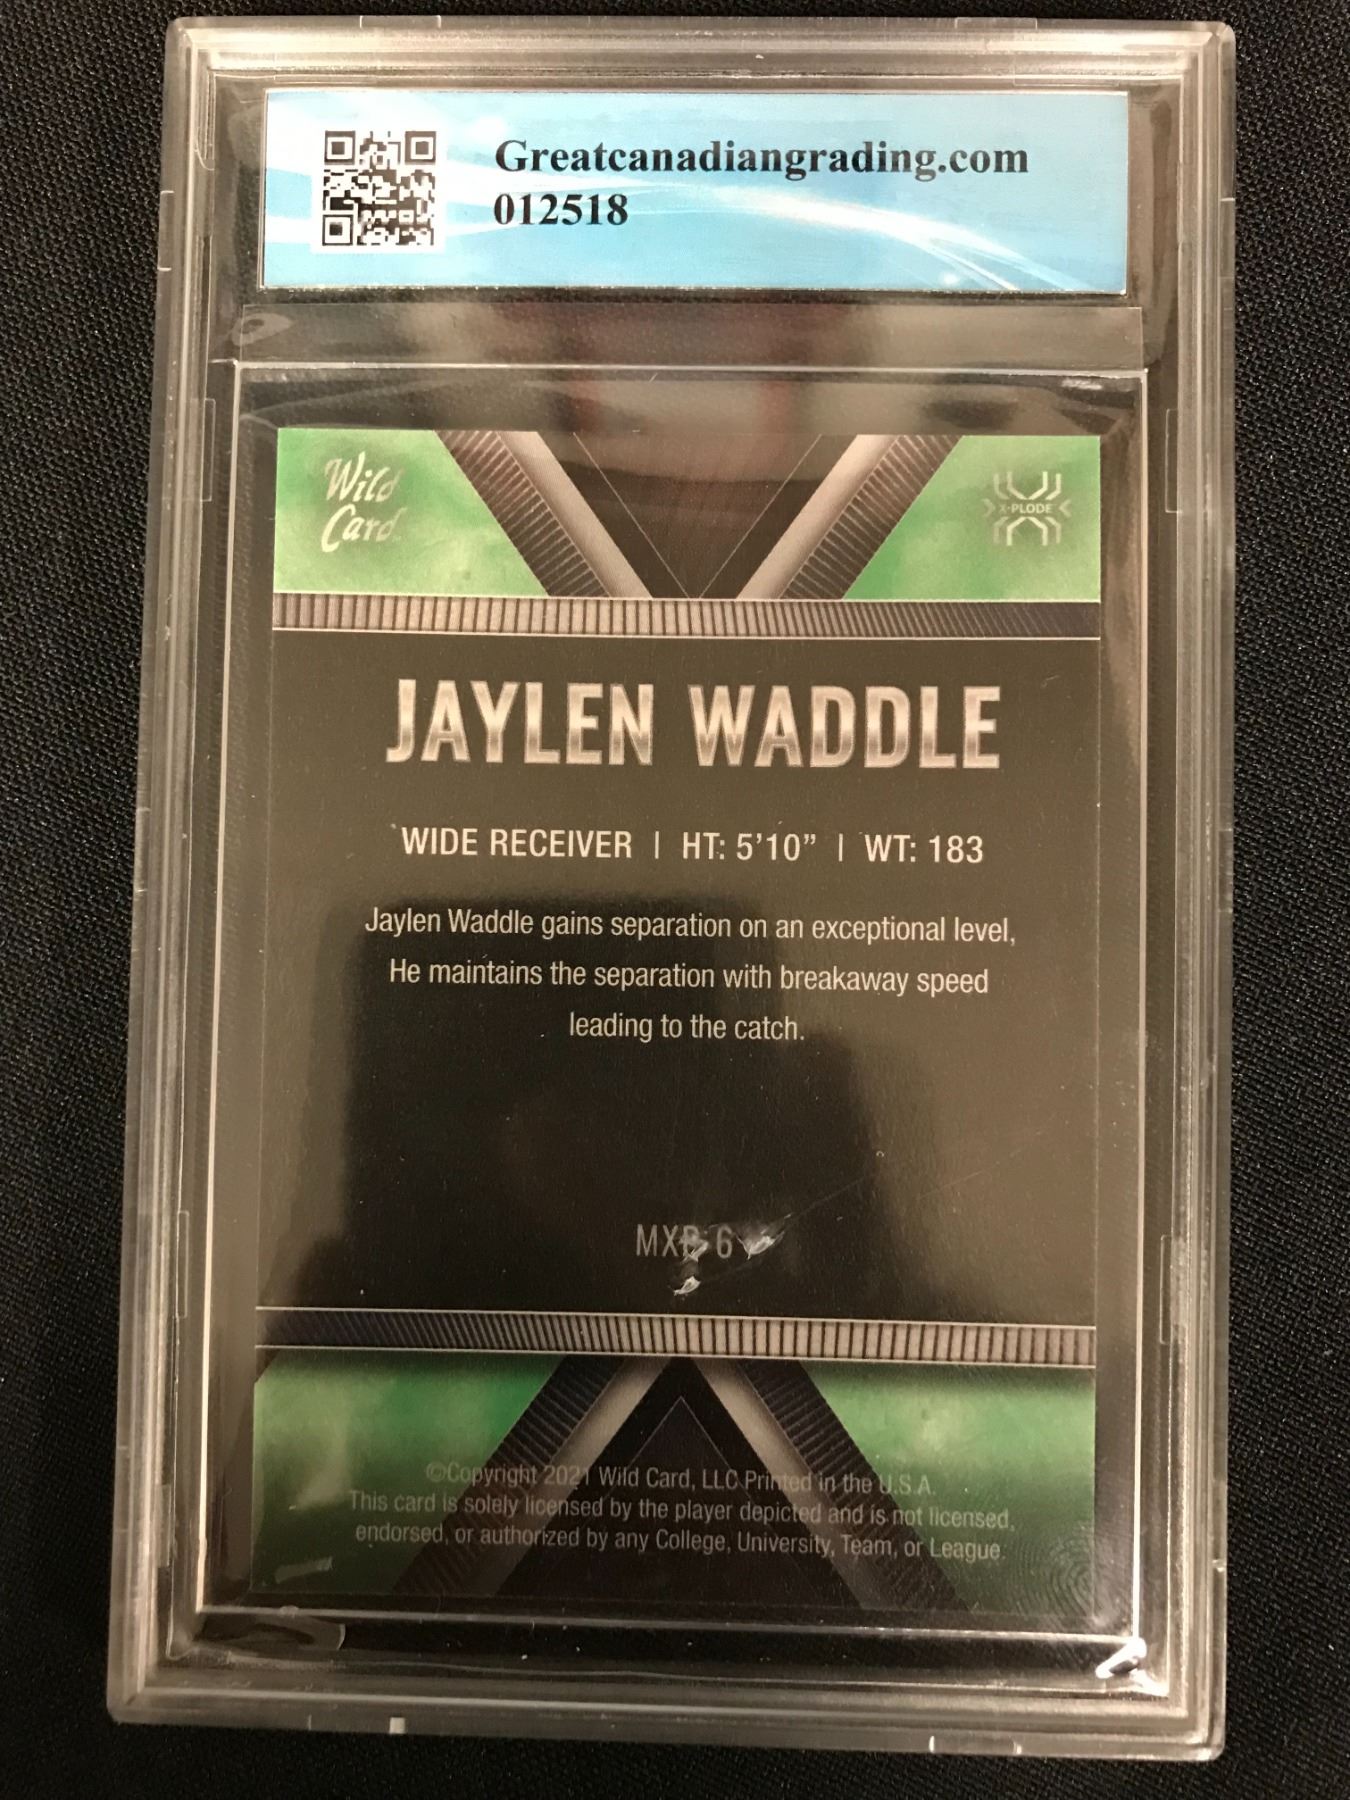 Greatcanadiangrading.com
012518
Wild
Card
X-PLODE
JAYLEN WADDLE
WIDE RECEIVER | HT: 5'10" | WT: 183
Jaylen Waddle gains separation on an exceptional level,
He maintains the separation with breakaway speed
leading to the catch.
6
©Copyright 2021 Wild Card, LLC Printed in the U.S.A.
This card is solely licensed by the player depicted and is not licensed,
endorsed, or authorized by any College, University, Team, or League.